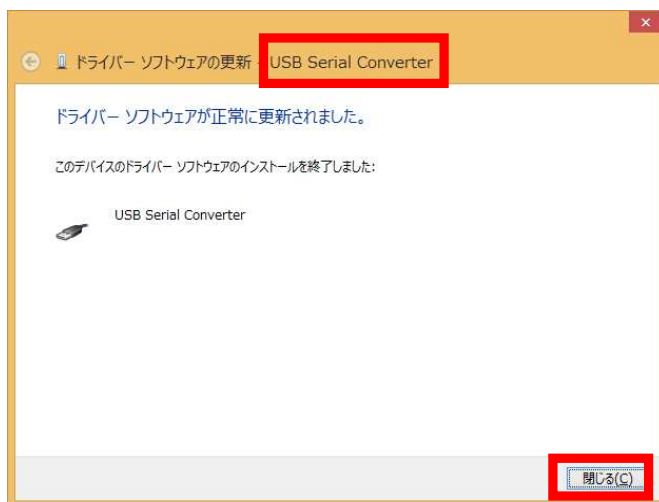 ドライバー ソフトウェアの更新 - USB Serial Converter
ドライバー ソフトウェアが正常に更新されました。
このデバイスのドライバー ソフトウェアのインストールを終了しました:
USB Serial Converter
閉じる(C)